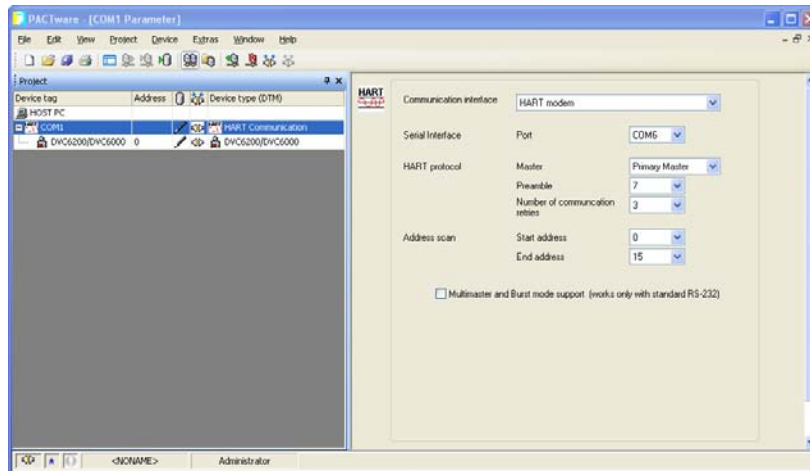 PACTware - [COM1 Parameter]
File Edit View Project Device Extras Window Help
Project
Device tag Address Device type (DTM)
HOST PC
COM1 HART Communication
DVC6200/DVC6000 0 DVC6200/DVC6000
HART
Communication interface HART modem
Serial Interface Port COM6
HART protocol Master Primary Master
Preamble 7
Number of communcation retries 3
Address scan Start address 0
End address 15
Multimaster and Burst mode support (works only with standard RS-232)
<NONAME> Administrator